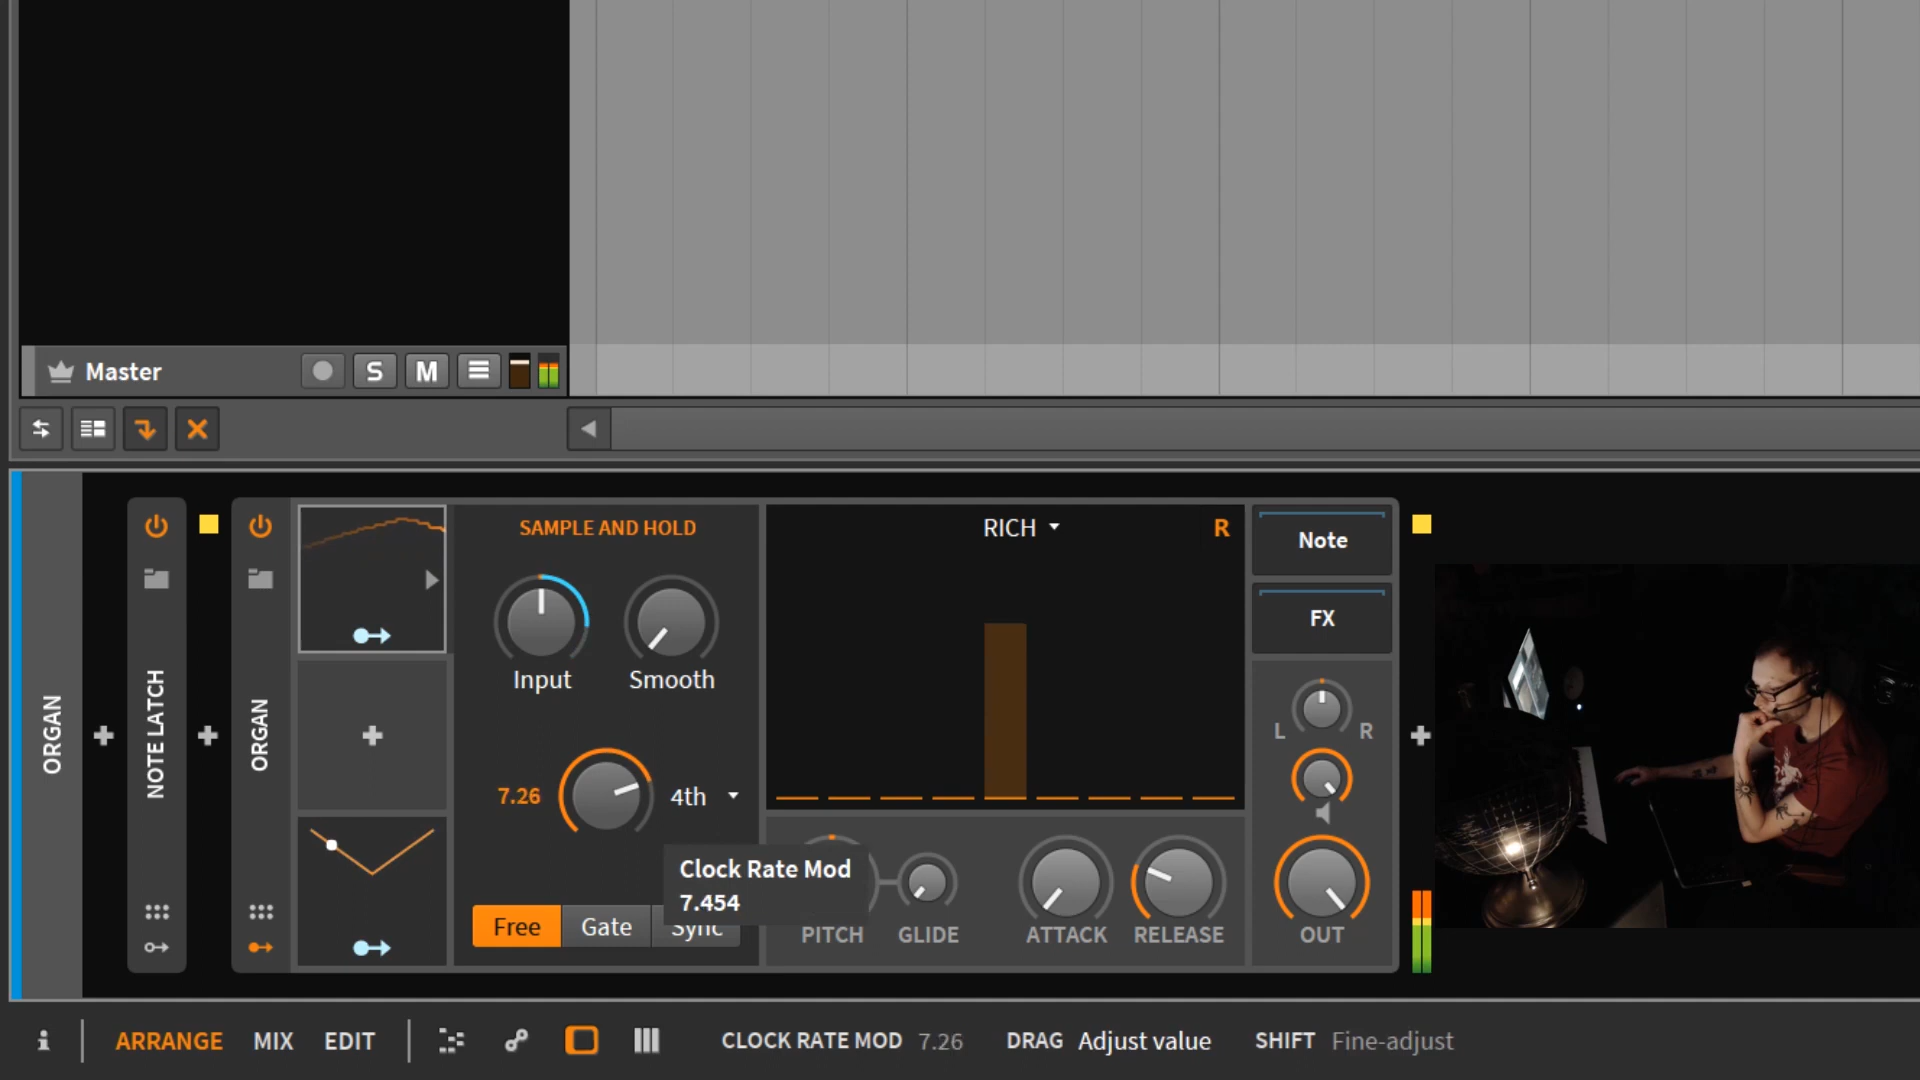 Master
S
M
ORGAN
NOTE LATCH
ORGAN
SAMPLE AND HOLD
Input
Smooth
7.26
4th
Clock Rate Mod
7.454
Free
Gate
Sync
RICH
R
PITCH
GLIDE
ATTACK
RELEASE
Note
FX
L
R
OUT
ARRANGE
MIX
EDIT
CLOCK RATE MOD 7.26
DRAG Adjust value
SHIFT Fine-adjust